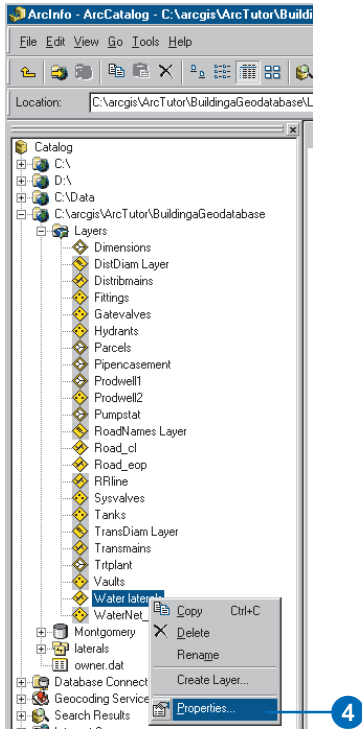 ArcInfo - ArcCatalog - C:\arcgis\ArcTutor\Buildi
File Edit View Go Tools Help
Location: C:\arcgis\ArcTutor\BuildingaGeodatabase\L
Catalog
C:\
D:\
C:\Data
C:\arcgis\ArcTutor\BuildingaGeodatabase
Layers
Dimensions
DistDiam Layer
Distribmains
Fittings
Gatevalves
Hydrants
Parcels
Pipencasement
Prodwell1
Prodwell2
Pumpstat
RoadNames Layer
Road_cl
Road_eop
RRline
Sysvalves
Tanks
TransDiam Layer
Transmains
Trtplant
Vaults
Water laterals
WaterNet_
Montgomery
laterals
owner.dat
Database Connect
Geocoding Service
Search Results
Copy Ctrl+C
Delete
Rename
Create Layer...
Properties...
4